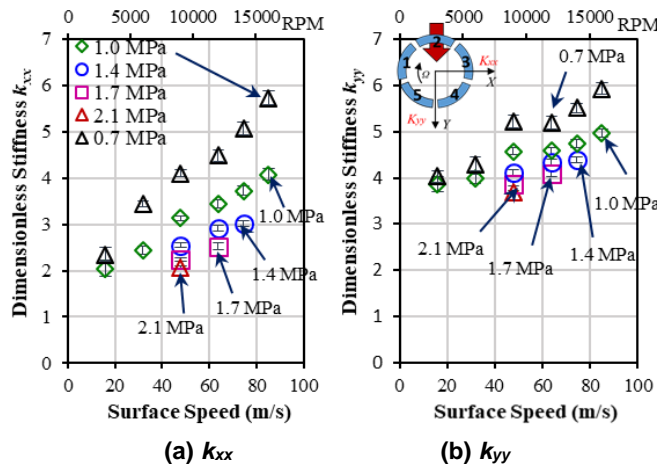 0 5000 10000 15000 RPM
7
6
5
4
3
2
1
0
Dimensionless Stiffness kxx
1.0 MPa
1.4 MPa
1.7 MPa
2.1 MPa
0.7 MPa
1.0 MPa
1.4 MPa
1.7 MPa
2.1 MPa
0 20 40 60 80 100
Surface Speed (m/s)
(a) kxx
0 5000 10000 15000 RPM
7
6
5
4
3
2
1
0
Dimensionless Stiffness kyy
1 2 3
Kxx
Ω
X
5 4
Kyy
Y
0.7 MPa
1.0 MPa
2.1 MPa
1.7 MPa
1.4 MPa
0 20 40 60 80 100
Surface Speed (m/s)
(b) kyy